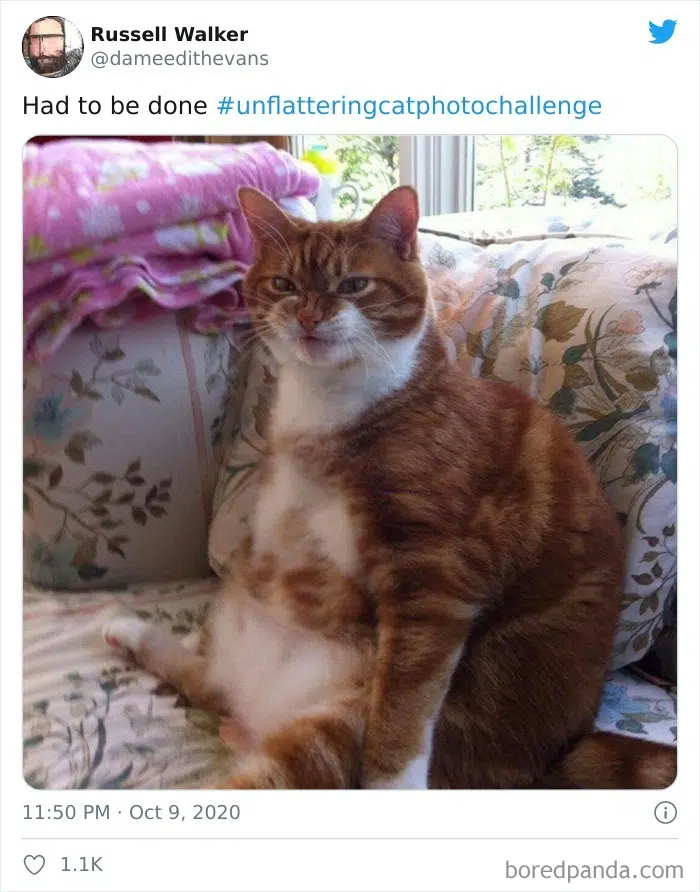 Russell Walker
@dameedithevans
Had to be done #unflatteringcatphotochallenge
11:50 PM · Oct 9, 2020
1.1K
boredpanda.com